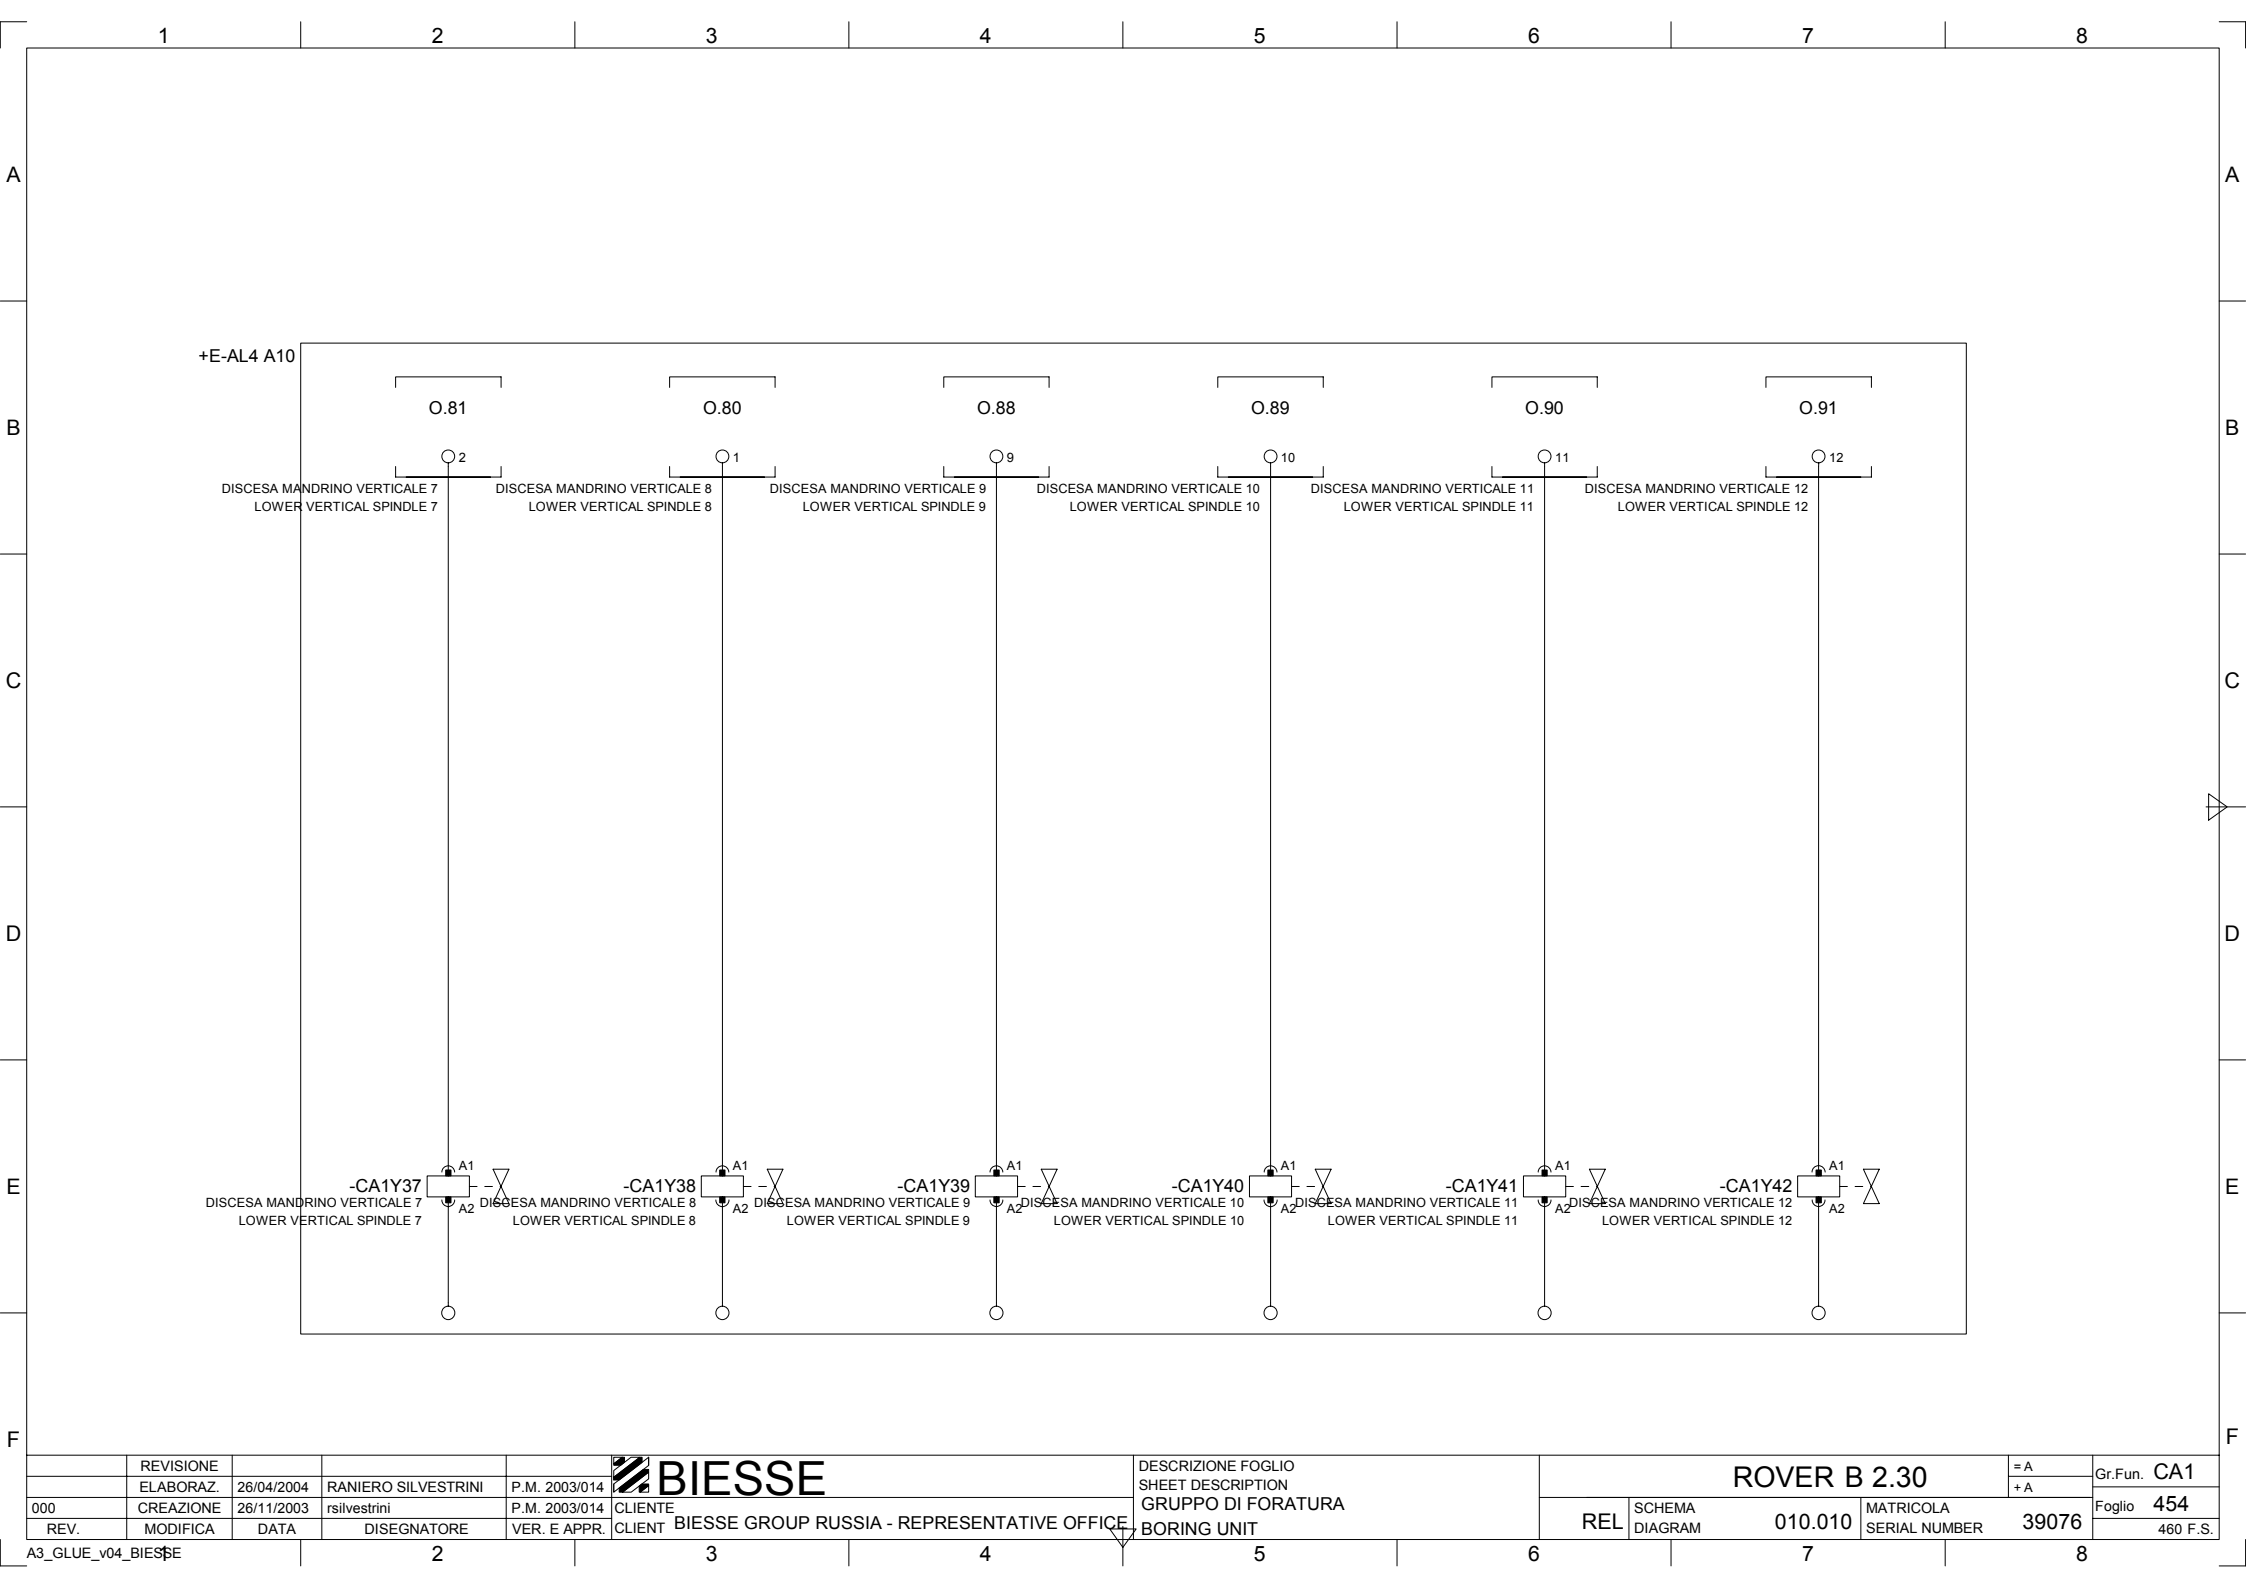 1 2 3 4 5 6 7 8
A A
+E-AL4 A10
O.81 O.80 O.88 O.89 O.90 O.91
B B
2 1 9 10 11 12
DISCESA MANDRINO VERTICALE 7 DISCESA MANDRINO VERTICALE 8 DISCESA MANDRINO VERTICALE 9 DISCESA MANDRINO VERTICALE 10 DISCESA MANDRINO VERTICALE 11 DISCESA MANDRINO VERTICALE 12
LOWER VERTICAL SPINDLE 7 LOWER VERTICAL SPINDLE 8 LOWER VERTICAL SPINDLE 9 LOWER VERTICAL SPINDLE 10 LOWER VERTICAL SPINDLE 11 LOWER VERTICAL SPINDLE 12
C C
D D
A1 A1 A1 A1 A1 A1
E -CA1Y37 -CA1Y38 -CA1Y39 -CA1Y40 -CA1Y41 -CA1Y42 E
DISCESA MANDRINO VERTICALE 7 A2 DISCESA MANDRINO VERTICALE 8 A2 DISCESA MANDRINO VERTICALE 9 A2 DISCESA MANDRINO VERTICALE 10 A2 DISCESA MANDRINO VERTICALE 11 A2 DISCESA MANDRINO VERTICALE 12 A2
LOWER VERTICAL SPINDLE 7 LOWER VERTICAL SPINDLE 8 LOWER VERTICAL SPINDLE 9 LOWER VERTICAL SPINDLE 10 LOWER VERTICAL SPINDLE 11 LOWER VERTICAL SPINDLE 12
F F
REVISIONE
ELABORAZ. 26/04/2004 RANIERO SILVESTRINI P.M. 2003/014
000 CREAZIONE 26/11/2003 rsilvestrini P.M. 2003/014
REV. MODIFICA DATA DISEGNATORE VER. E APPR.
BIESSE
CLIENTE
CLIENT BIESSE GROUP RUSSIA - REPRESENTATIVE OFFICE
DESCRIZIONE FOGLIO
SHEET DESCRIPTION
GRUPPO DI FORATURA
BORING UNIT
ROVER B 2.30
REL SCHEMA
DIAGRAM 010.010
MATRICOLA
SERIAL NUMBER 39076
= A
+ A
Gr.Fun. CA1
Foglio 454
460 F.S.
A3_GLUE_v04_BIESSE
1 2 3 4 5 6 7 8